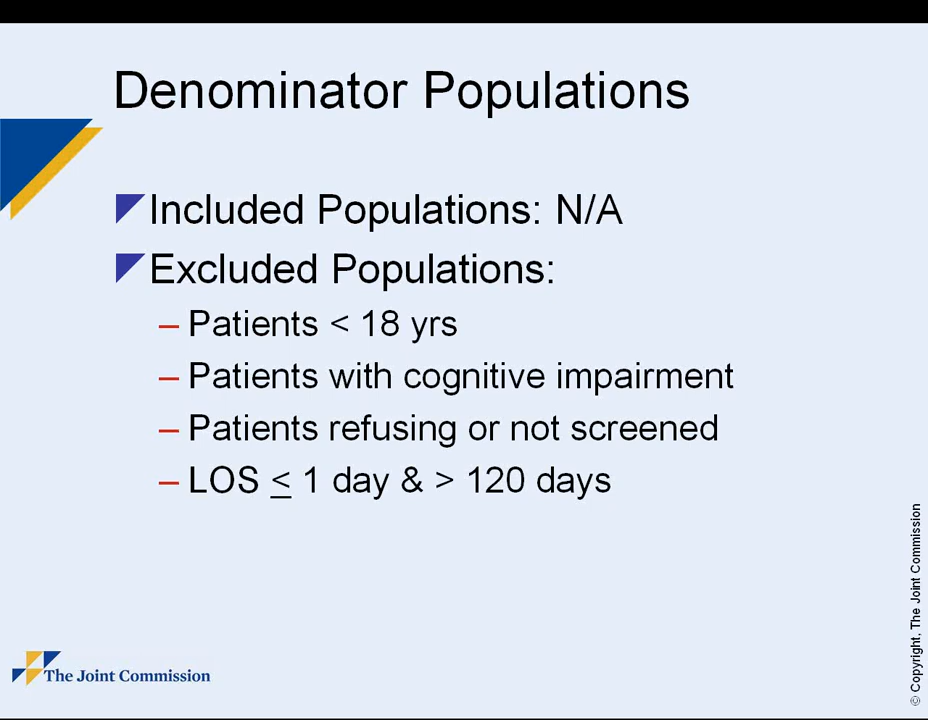 Denominator Populations
Included Populations: N/A
Excluded Populations:
– Patients < 18 yrs
– Patients with cognitive impairment
– Patients refusing or not screened
– LOS ≤ 1 day & > 120 days
The Joint Commission
© Copyright, The Joint Commission